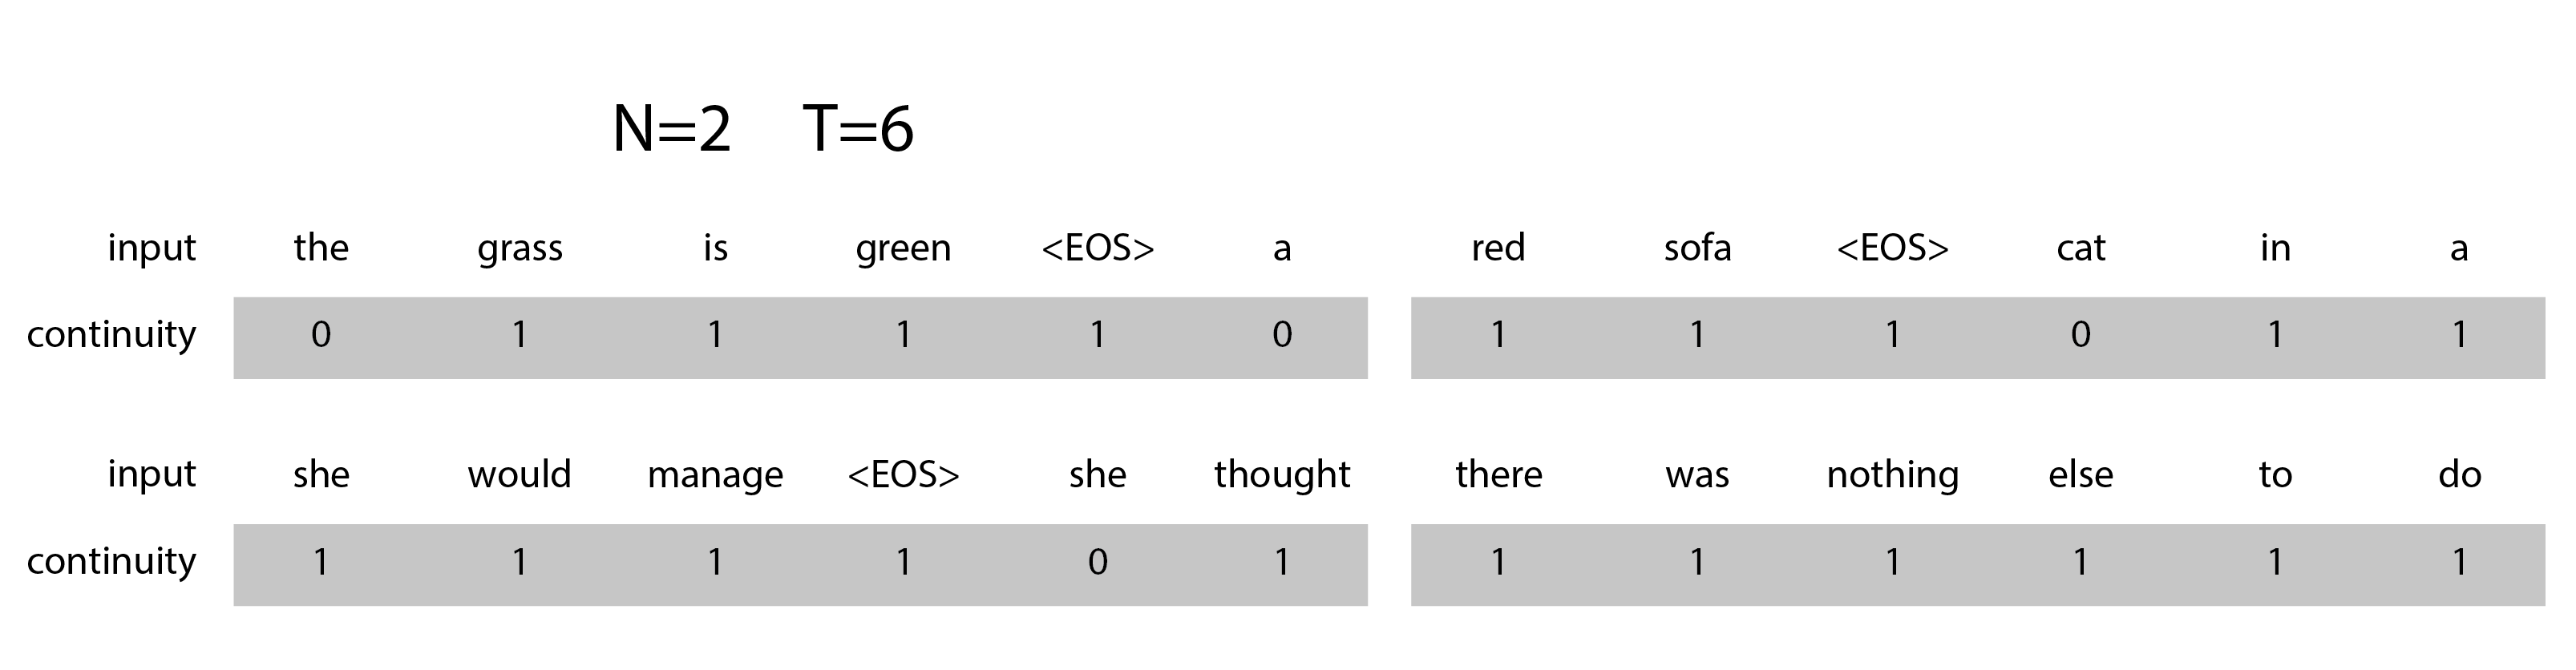 N=2 T=6
input the grass is green <EOS> a red sofa <EOS> cat in a
continuity 0 1 1 1 1 0 1 1 1 0 1 1
input she would manage <EOS> she thought there was nothing else to do
continuity 1 1 1 1 0 1 1 1 1 1 1 1